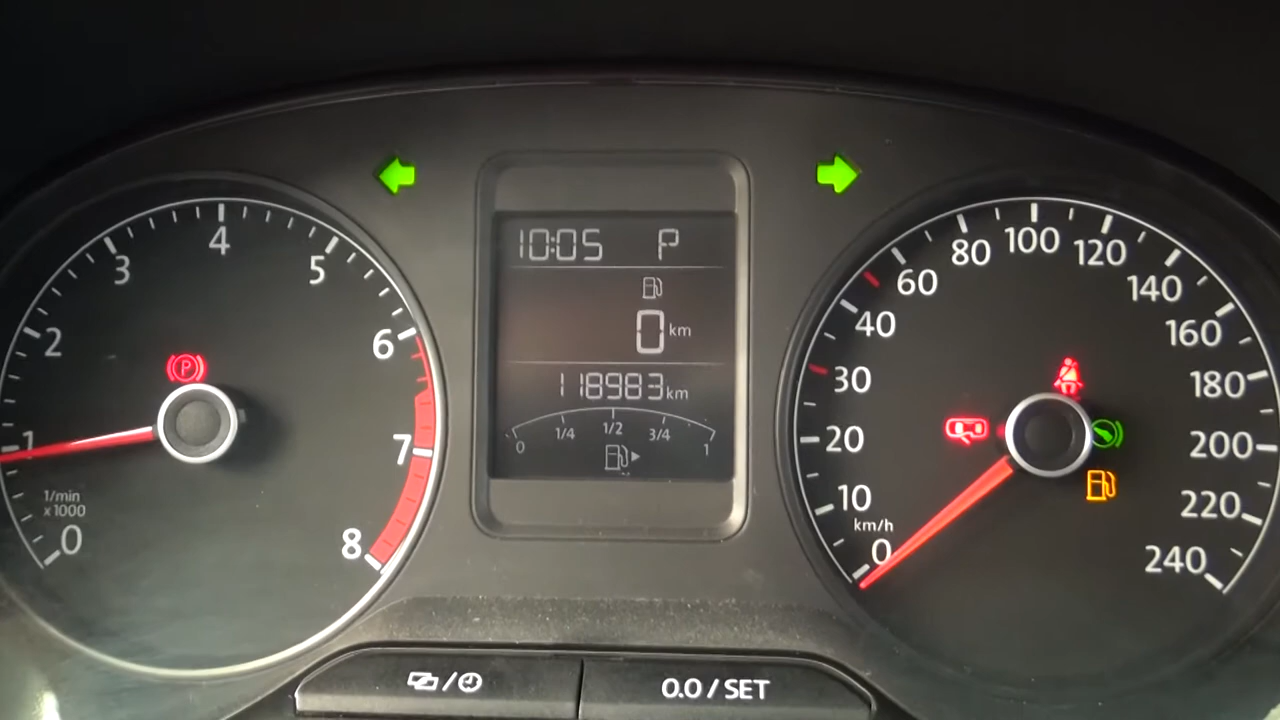 10:05 P
0 km
118983 km
0 1/4 1/2 3/4 1
0 1 2 3 4 5 6 7 8
1/min
x1000
P
0 10 20 30 40 60 80 100 120 140 160 180 200 220 240
km/h
0.0 / SET